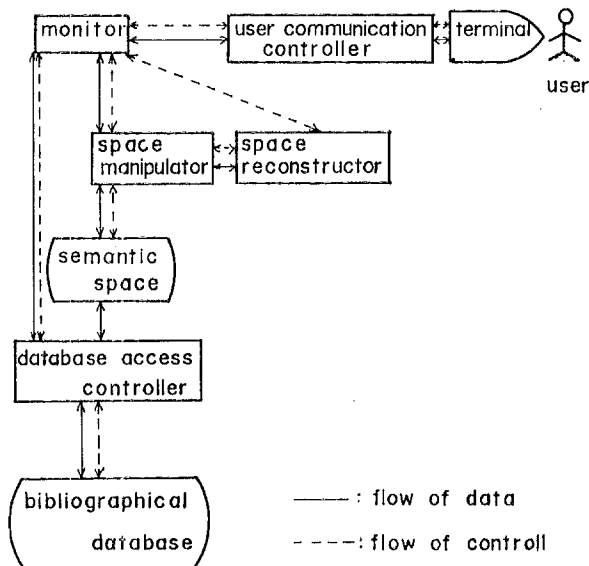 monitor
user communication
controller
terminal
user
space
manipulator
space
reconstructor
semantic
space
database access
controller
bibliographical
database
——— : flow of data
- - - - - : flow of controll